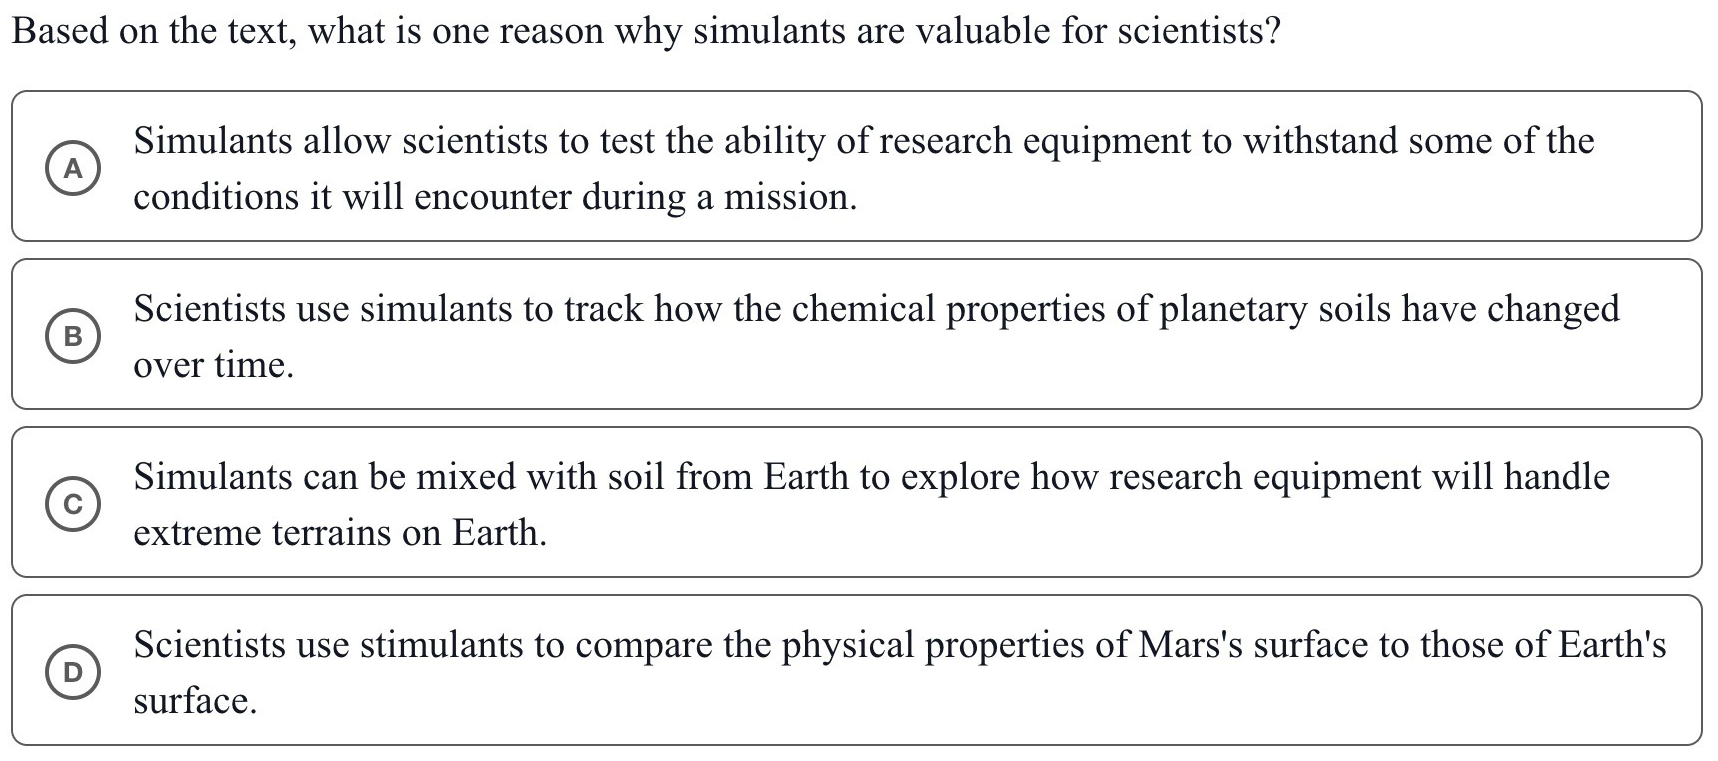 Based on the text, what is one reason why simulants are valuable for scientists?
A
Simulants allow scientists to test the ability of research equipment to withstand some of the
conditions it will encounter during a mission.
B
Scientists use simulants to track how the chemical properties of planetary soils have changed
over time.
C
Simulants can be mixed with soil from Earth to explore how research equipment will handle
extreme terrains on Earth.
D
Scientists use stimulants to compare the physical properties of Mars's surface to those of Earth's
surface.